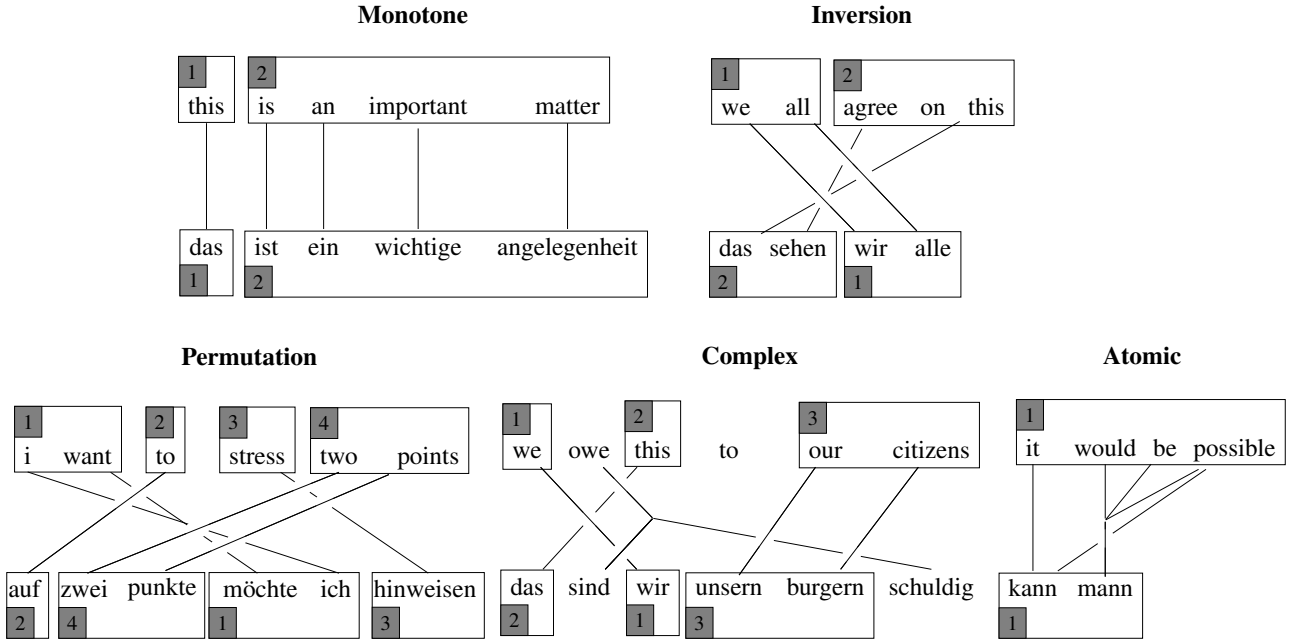 Monotone Inversion
1 2 1 2
this is an important matter we all agree on this
das ist ein wichtige angelegenheit das sehen wir alle
1 2 2 1
Permutation Complex Atomic
1 2 3 4 1 2 3 1
i want to stress two points we owe this to our citizens it would be possible
auf zwei punkte möchte ich hinweisen das sind wir unsern burgern schuldig kann mann
2 4 1 3 2 1 3 1